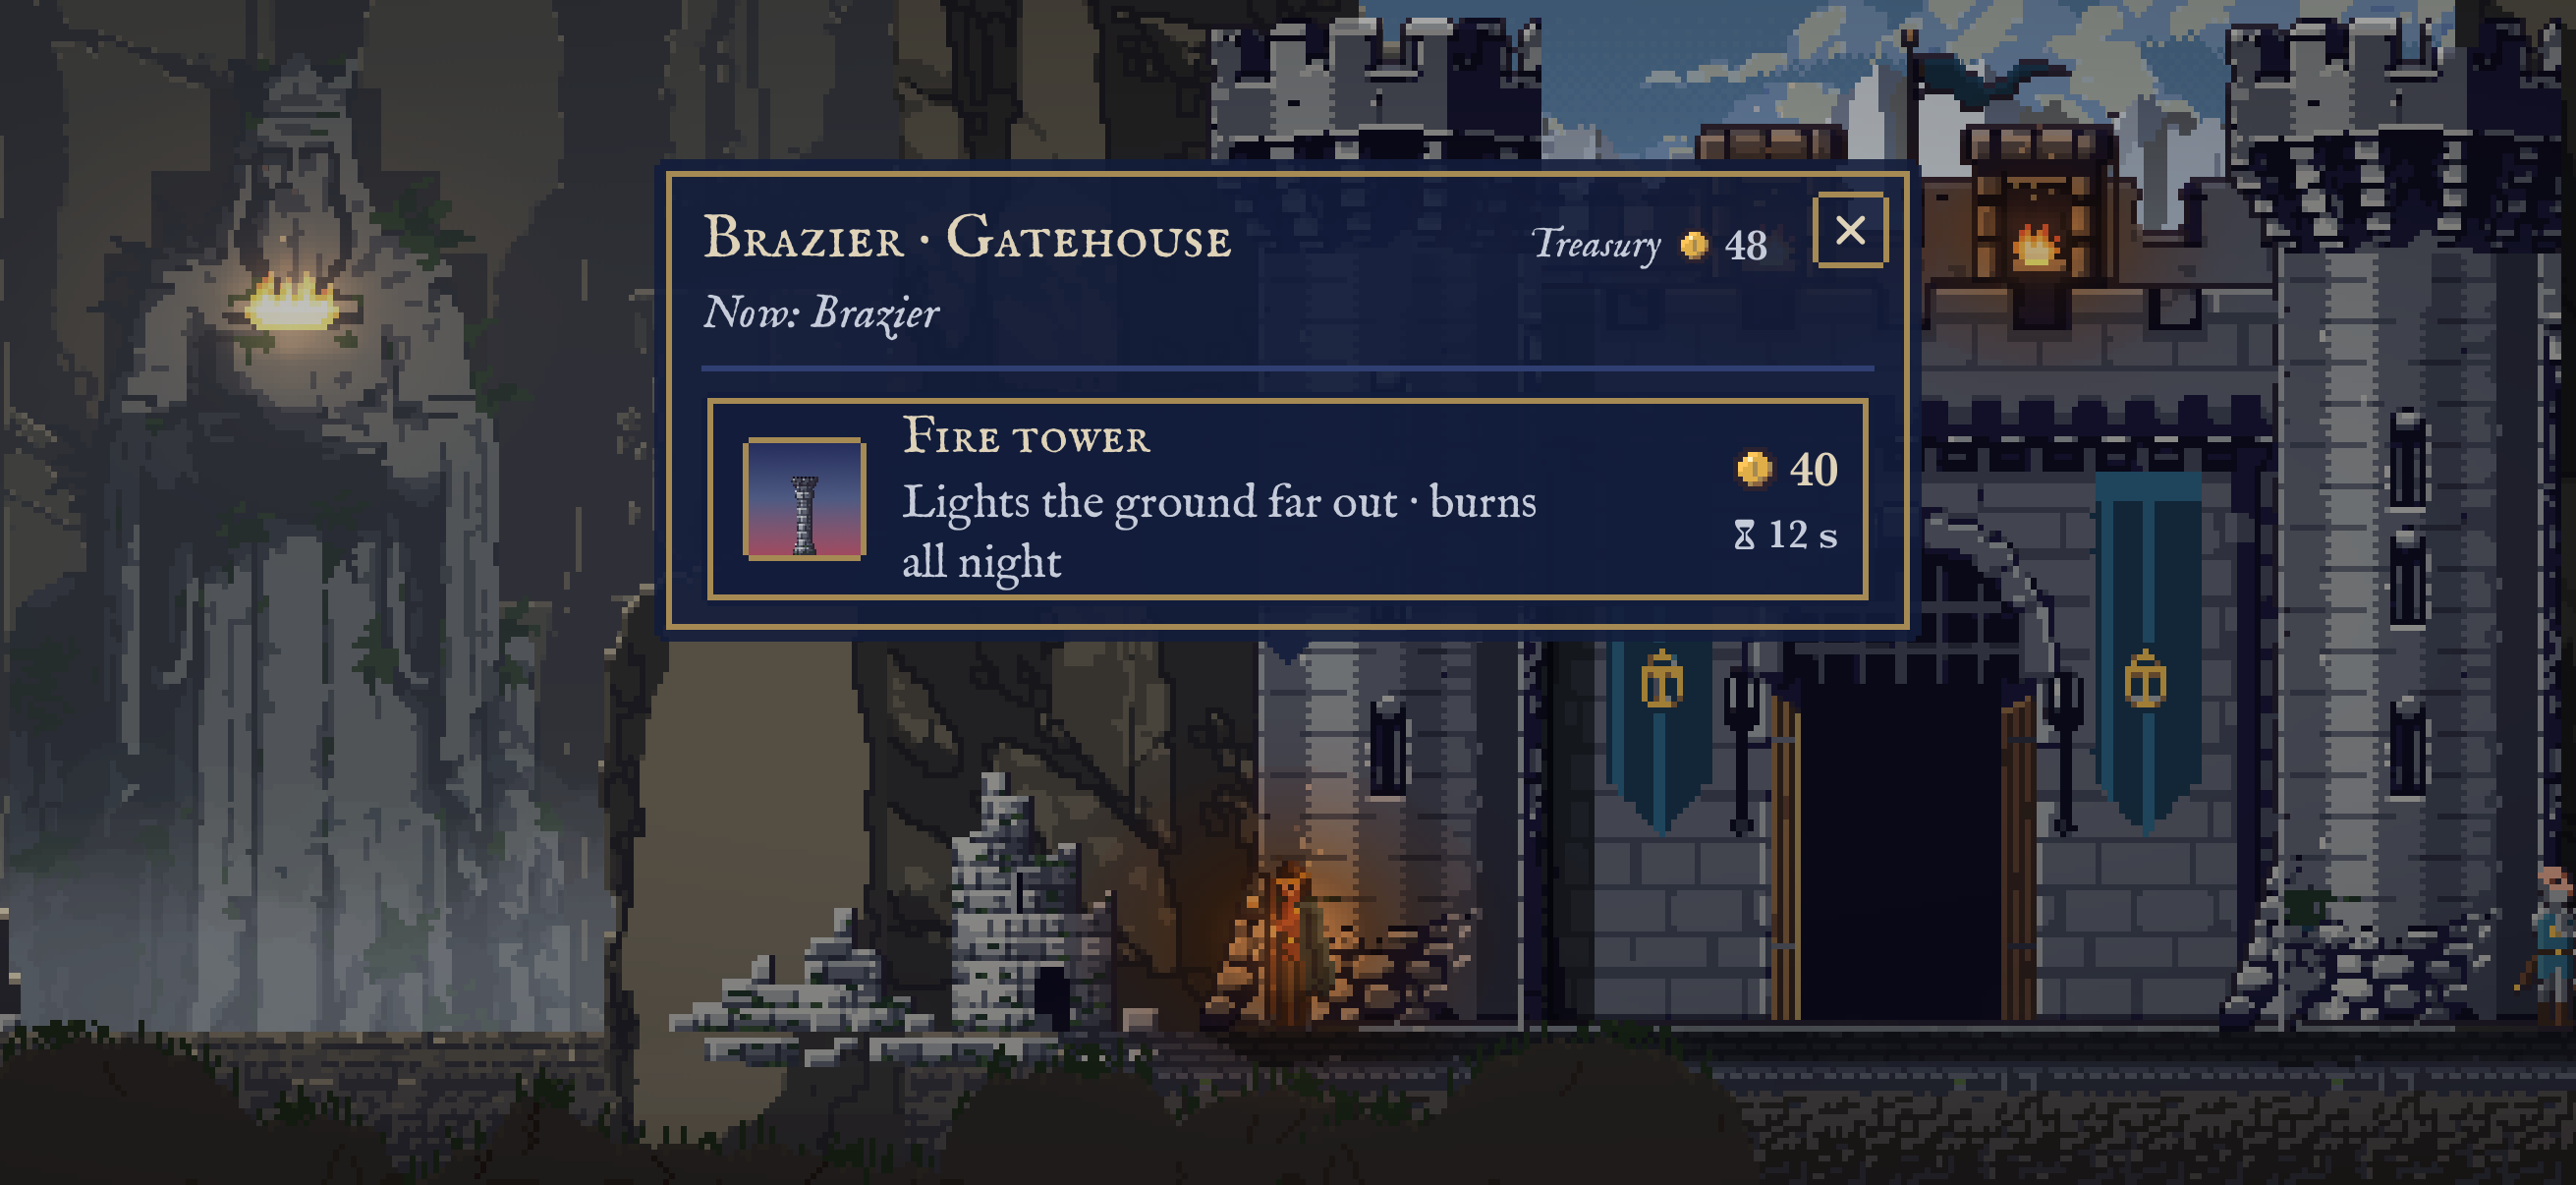 Brazier · Gatehouse
Treasury 48
Now: Brazier
Fire tower
40
Lights the ground far out · burns
all night
12 s